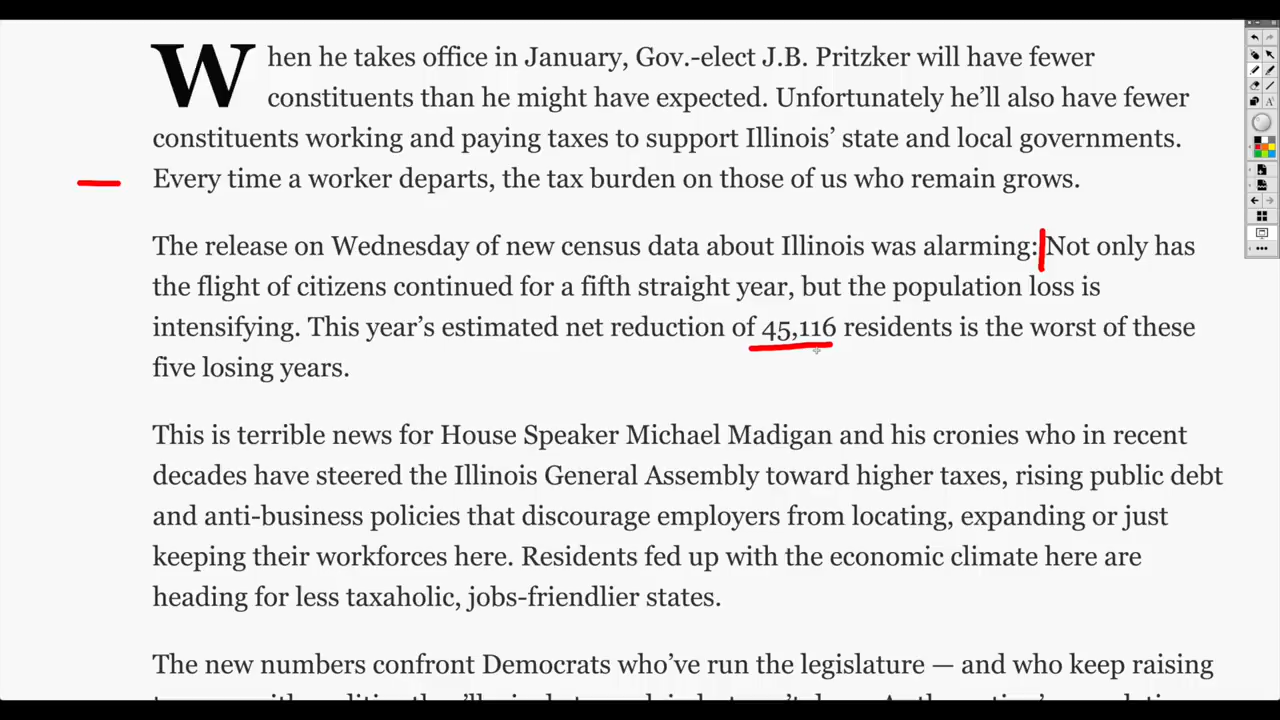 When he takes office in January, Gov.-elect J.B. Pritzker will have fewer
constituents than he might have expected. Unfortunately he’ll also have fewer
constituents working and paying taxes to support Illinois’ state and local governments.
Every time a worker departs, the tax burden on those of us who remain grows.
The release on Wednesday of new census data about Illinois was alarming: Not only has
the flight of citizens continued for a fifth straight year, but the population loss is
intensifying. This year’s estimated net reduction of 45,116 residents is the worst of these
five losing years.
This is terrible news for House Speaker Michael Madigan and his cronies who in recent
decades have steered the Illinois General Assembly toward higher taxes, rising public debt
and anti-business policies that discourage employers from locating, expanding or just
keeping their workforces here. Residents fed up with the economic climate here are
heading for less taxaholic, jobs-friendlier states.
The new numbers confront Democrats who’ve run the legislature — and who keep raising